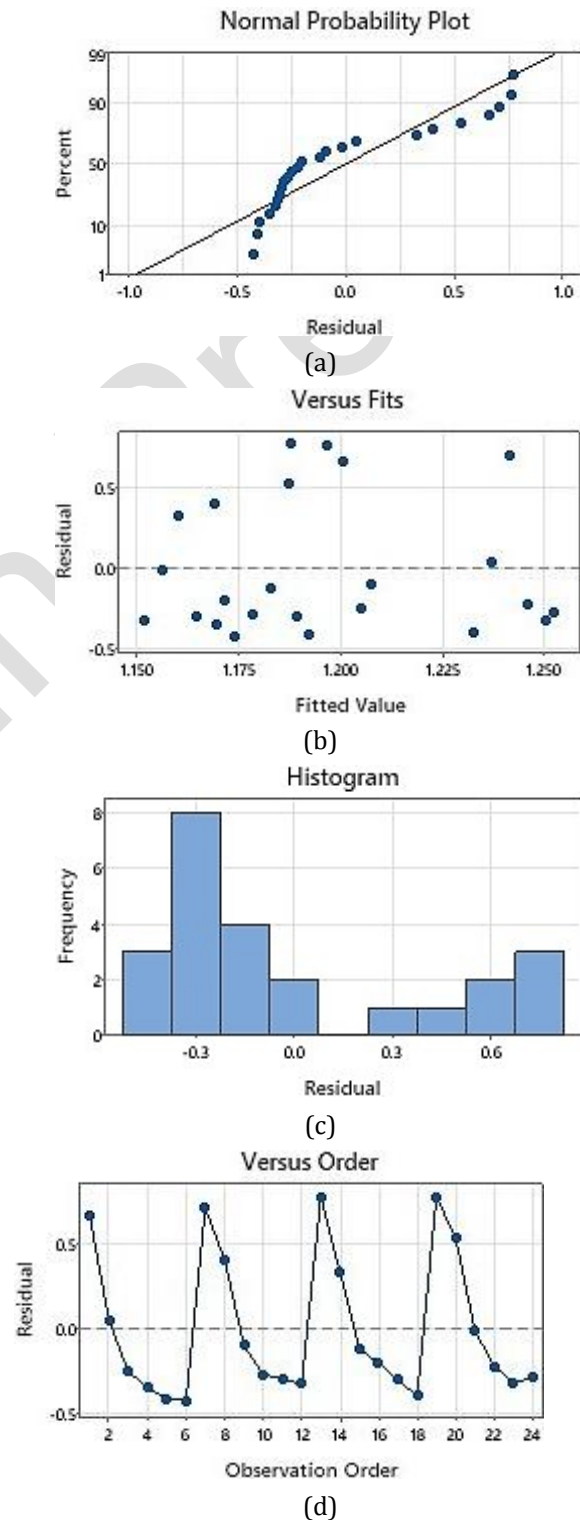 Normal Probability Plot
99
90
50
10
1
Percent
-1.0 -0.5 0.0 0.5 1.0
Residual
(a)
Versus Fits
0.5
0.0
-0.5
Residual
1.150 1.175 1.200 1.225 1.250
Fitted Value
(b)
Histogram
8
6
4
2
0
Frequency
-0.3 0.0 0.3 0.6
Residual
(c)
Versus Order
0.5
0.0
-0.5
Residual
2 4 6 8 10 12 14 16 18 20 22 24
Observation Order
(d)